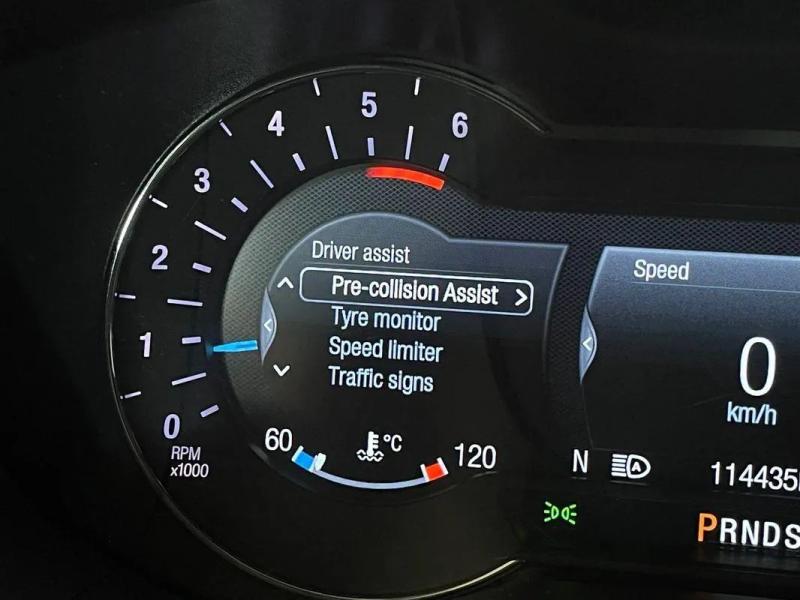 6
5
4
3
2
1
0
RPM
x1000
Driver assist
Pre-collision Assist
Tyre monitor
Speed limiter
Traffic signs
60
°C
120
Speed
0
km/h
N
A
114435
PRNDS